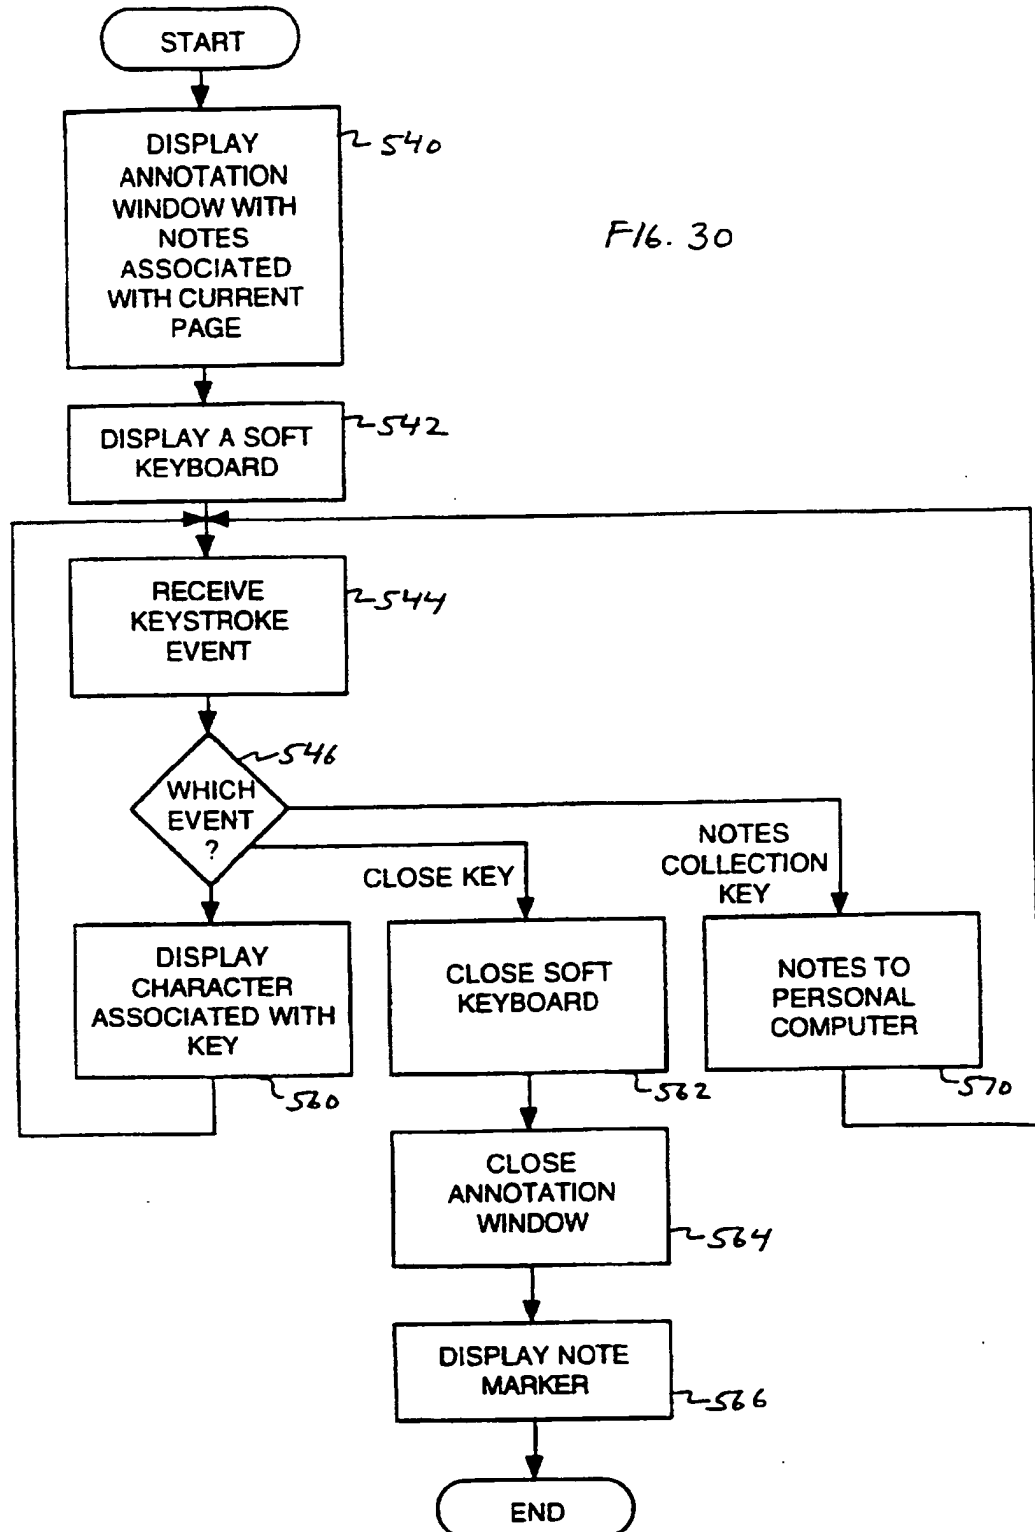 START
DISPLAY
ANNOTATION
WINDOW WITH
NOTES
ASSOCIATED
WITH CURRENT
PAGE
540
FIG. 30
DISPLAY A SOFT
KEYBOARD
542
RECEIVE
KEYSTROKE
EVENT
544
WHICH
EVENT
?
546
CLOSE KEY
NOTES
COLLECTION
KEY
DISPLAY
CHARACTER
ASSOCIATED WITH
KEY
560
CLOSE SOFT
KEYBOARD
562
NOTES TO
PERSONAL
COMPUTER
570
CLOSE
ANNOTATION
WINDOW
564
DISPLAY NOTE
MARKER
566
END